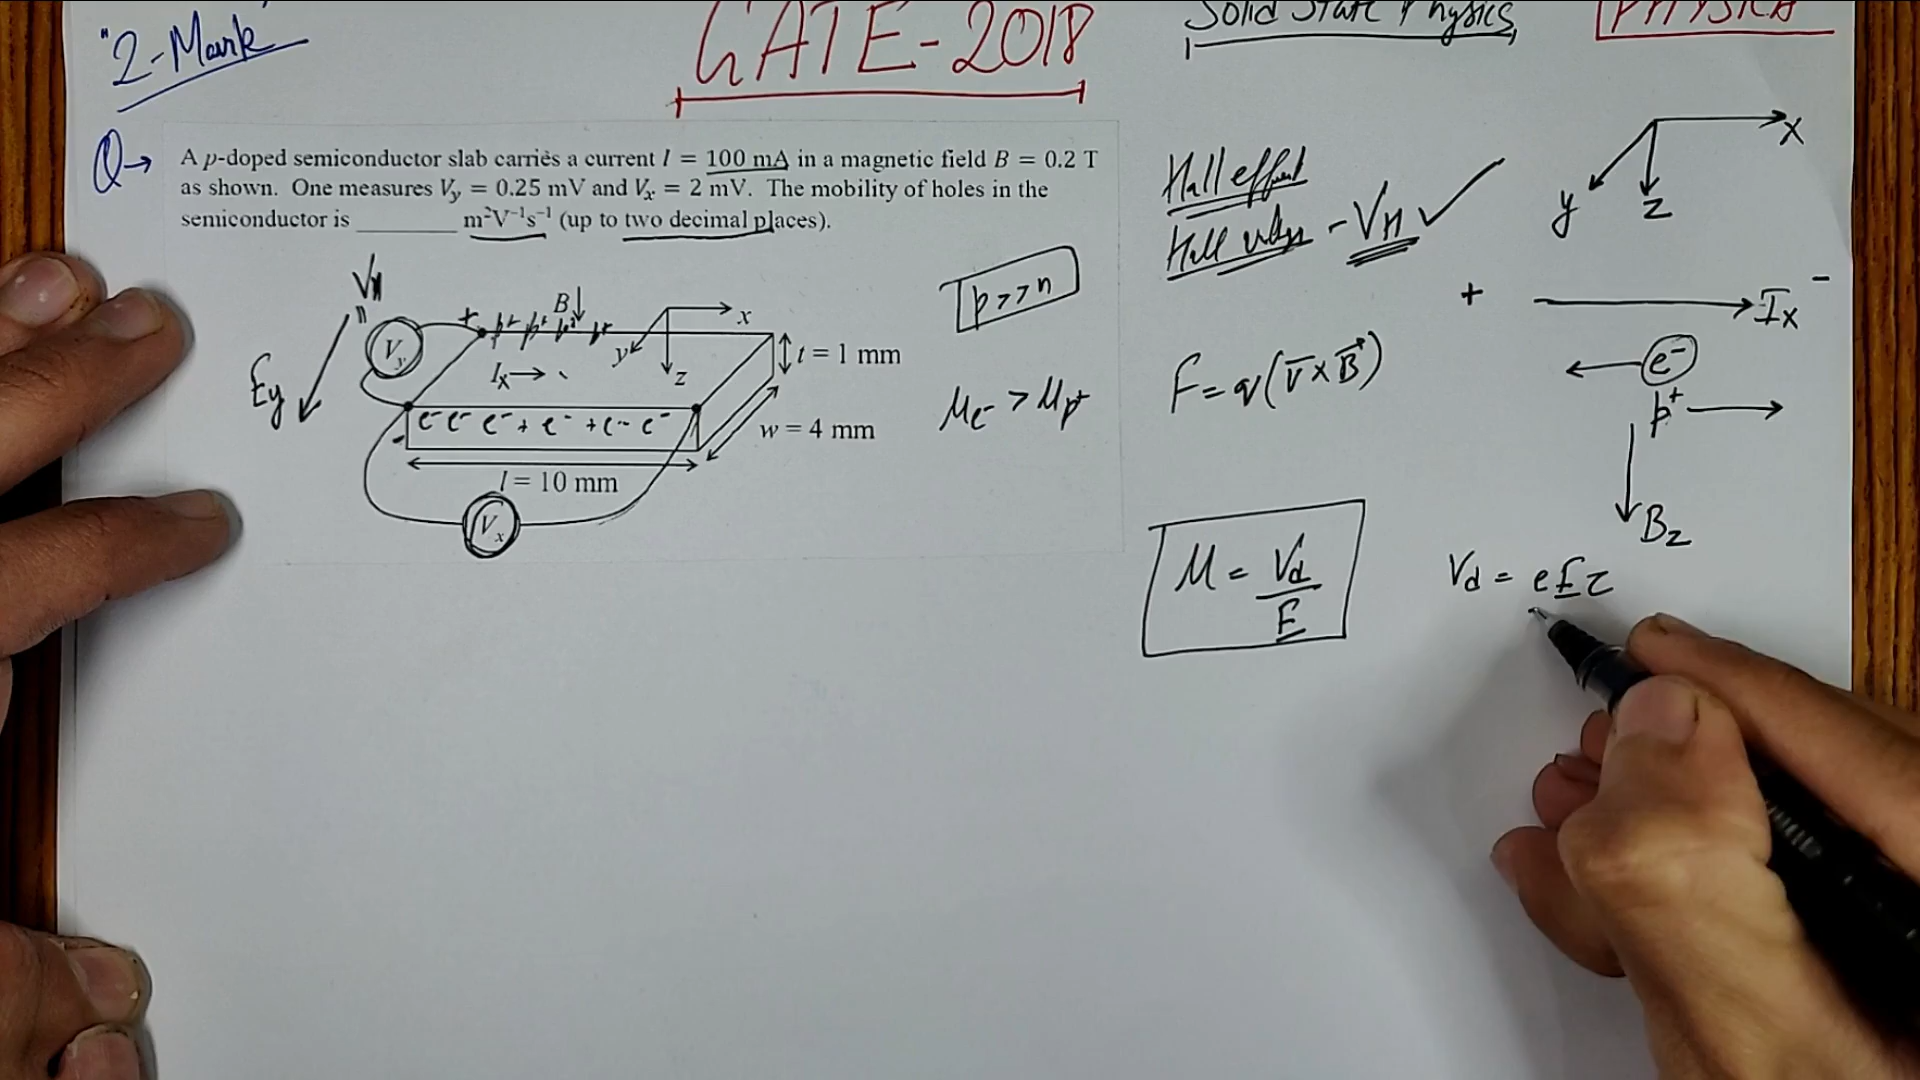 "2-Mark"
GATE-2018
Solid State Physics
PHYSICS
Q→
A p-doped semiconductor slab carries a current I = 100 mA in a magnetic field B = 0.2 T
as shown. One measures Vy = 0.25 mV and Vx = 2 mV. The mobility of holes in the
semiconductor is ________ m²V⁻¹s⁻¹ (up to two decimal places).
Hall effect
Hall voltage - VH ✓
x
y
z
VH
"
Ey
Vy
+
p+ p+ p+ p+
B
x
y
z
Ix→
t = 1 mm
e- e- e- + e- + e- e-
-
w = 4 mm
l = 10 mm
Vx
p>>n
μe- > μp+
F = q(v̄×B⃗)
+
Ix
-
e-
p+
Bz
μ = Vd/E
Vd = eEτ